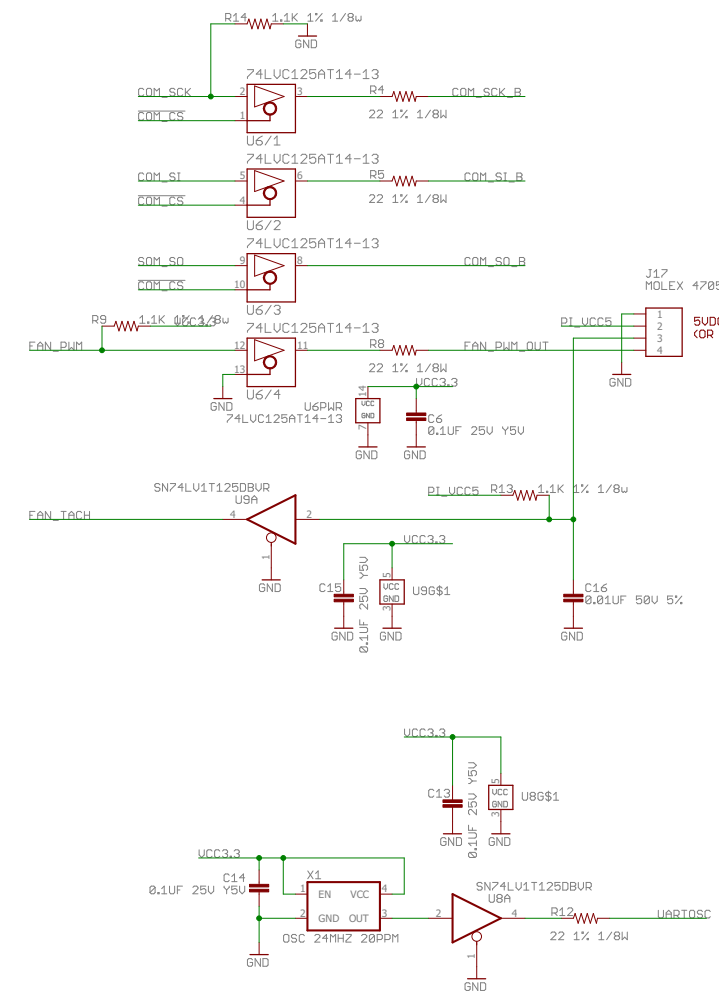 R14 1.1K 1% 1/8w
GND
74LVC125AT14-13
COM_SCK 2 3 R4 COM_SCK_B
COM_CS 1 22 1% 1/8W
U6/1
74LVC125AT14-13
COM_SI 5 6 R5 COM_SI_B
COM_CS 4 22 1% 1/8W
U6/2
74LVC125AT14-13
SOM_SO 9 8 COM_SO_B
COM_CS 10
U6/3
J17
MOLEX 4705
R9 1.1K 1% 1/8w VCC3.3
74LVC125AT14-13
PI_VCC5
1
2
3
4
5VD
(OR
FAN_PWM 12 11 R8 FAN_PWM_OUT
13 22 1% 1/8W
GND
U6/4
GND
VCC3.3
U6PWR
74LVC125AT14-13
14
VCC
GND
7
C6
0.1UF 25V Y5V
GND
GND
SN74LV1T125DBVR
U9A
PI_VCC5 R13 1.1K 1% 1/8w
FAN_TACH 4 2
1
GND
VCC3.3
C15
0.1UF 25V Y5V
5
VCC
GND
3
U9G$1
GND
GND
C16
0.01UF 50V 5%
GND
VCC3.3
C13
0.1UF 25V Y5V
5
VCC
GND
3
U8G$1
GND
GND
VCC3.3
C14
0.1UF 25V Y5V
GND
X1
1 EN VCC 4
2 GND OUT 3
OSC 24MHZ 20PPM
SN74LV1T125DBVR
U8A
2 4
1
GND
R12
22 1% 1/8W
UARTOSC